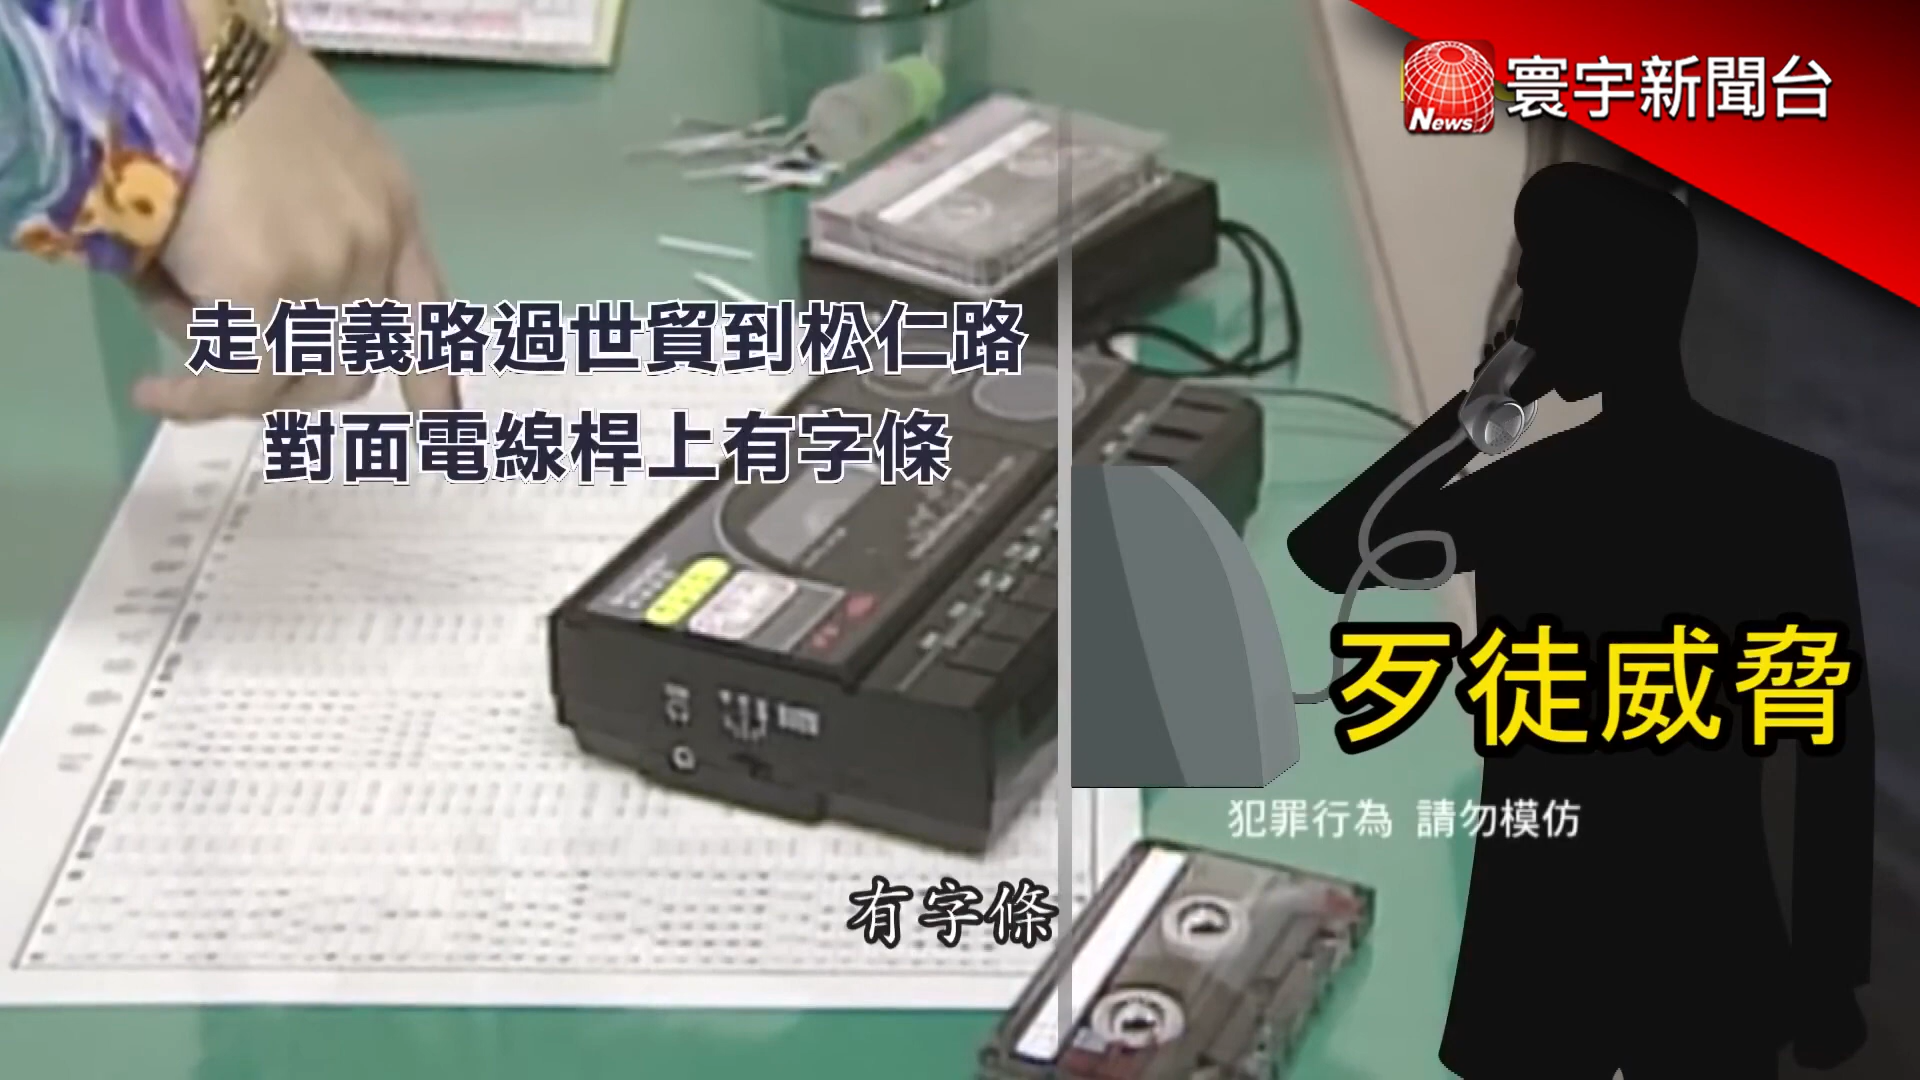 News
寰宇新聞台
走信義路過世貿到松仁路
對面電線桿上有字條
歹徒威脅
犯罪行為 請勿模仿
有字條